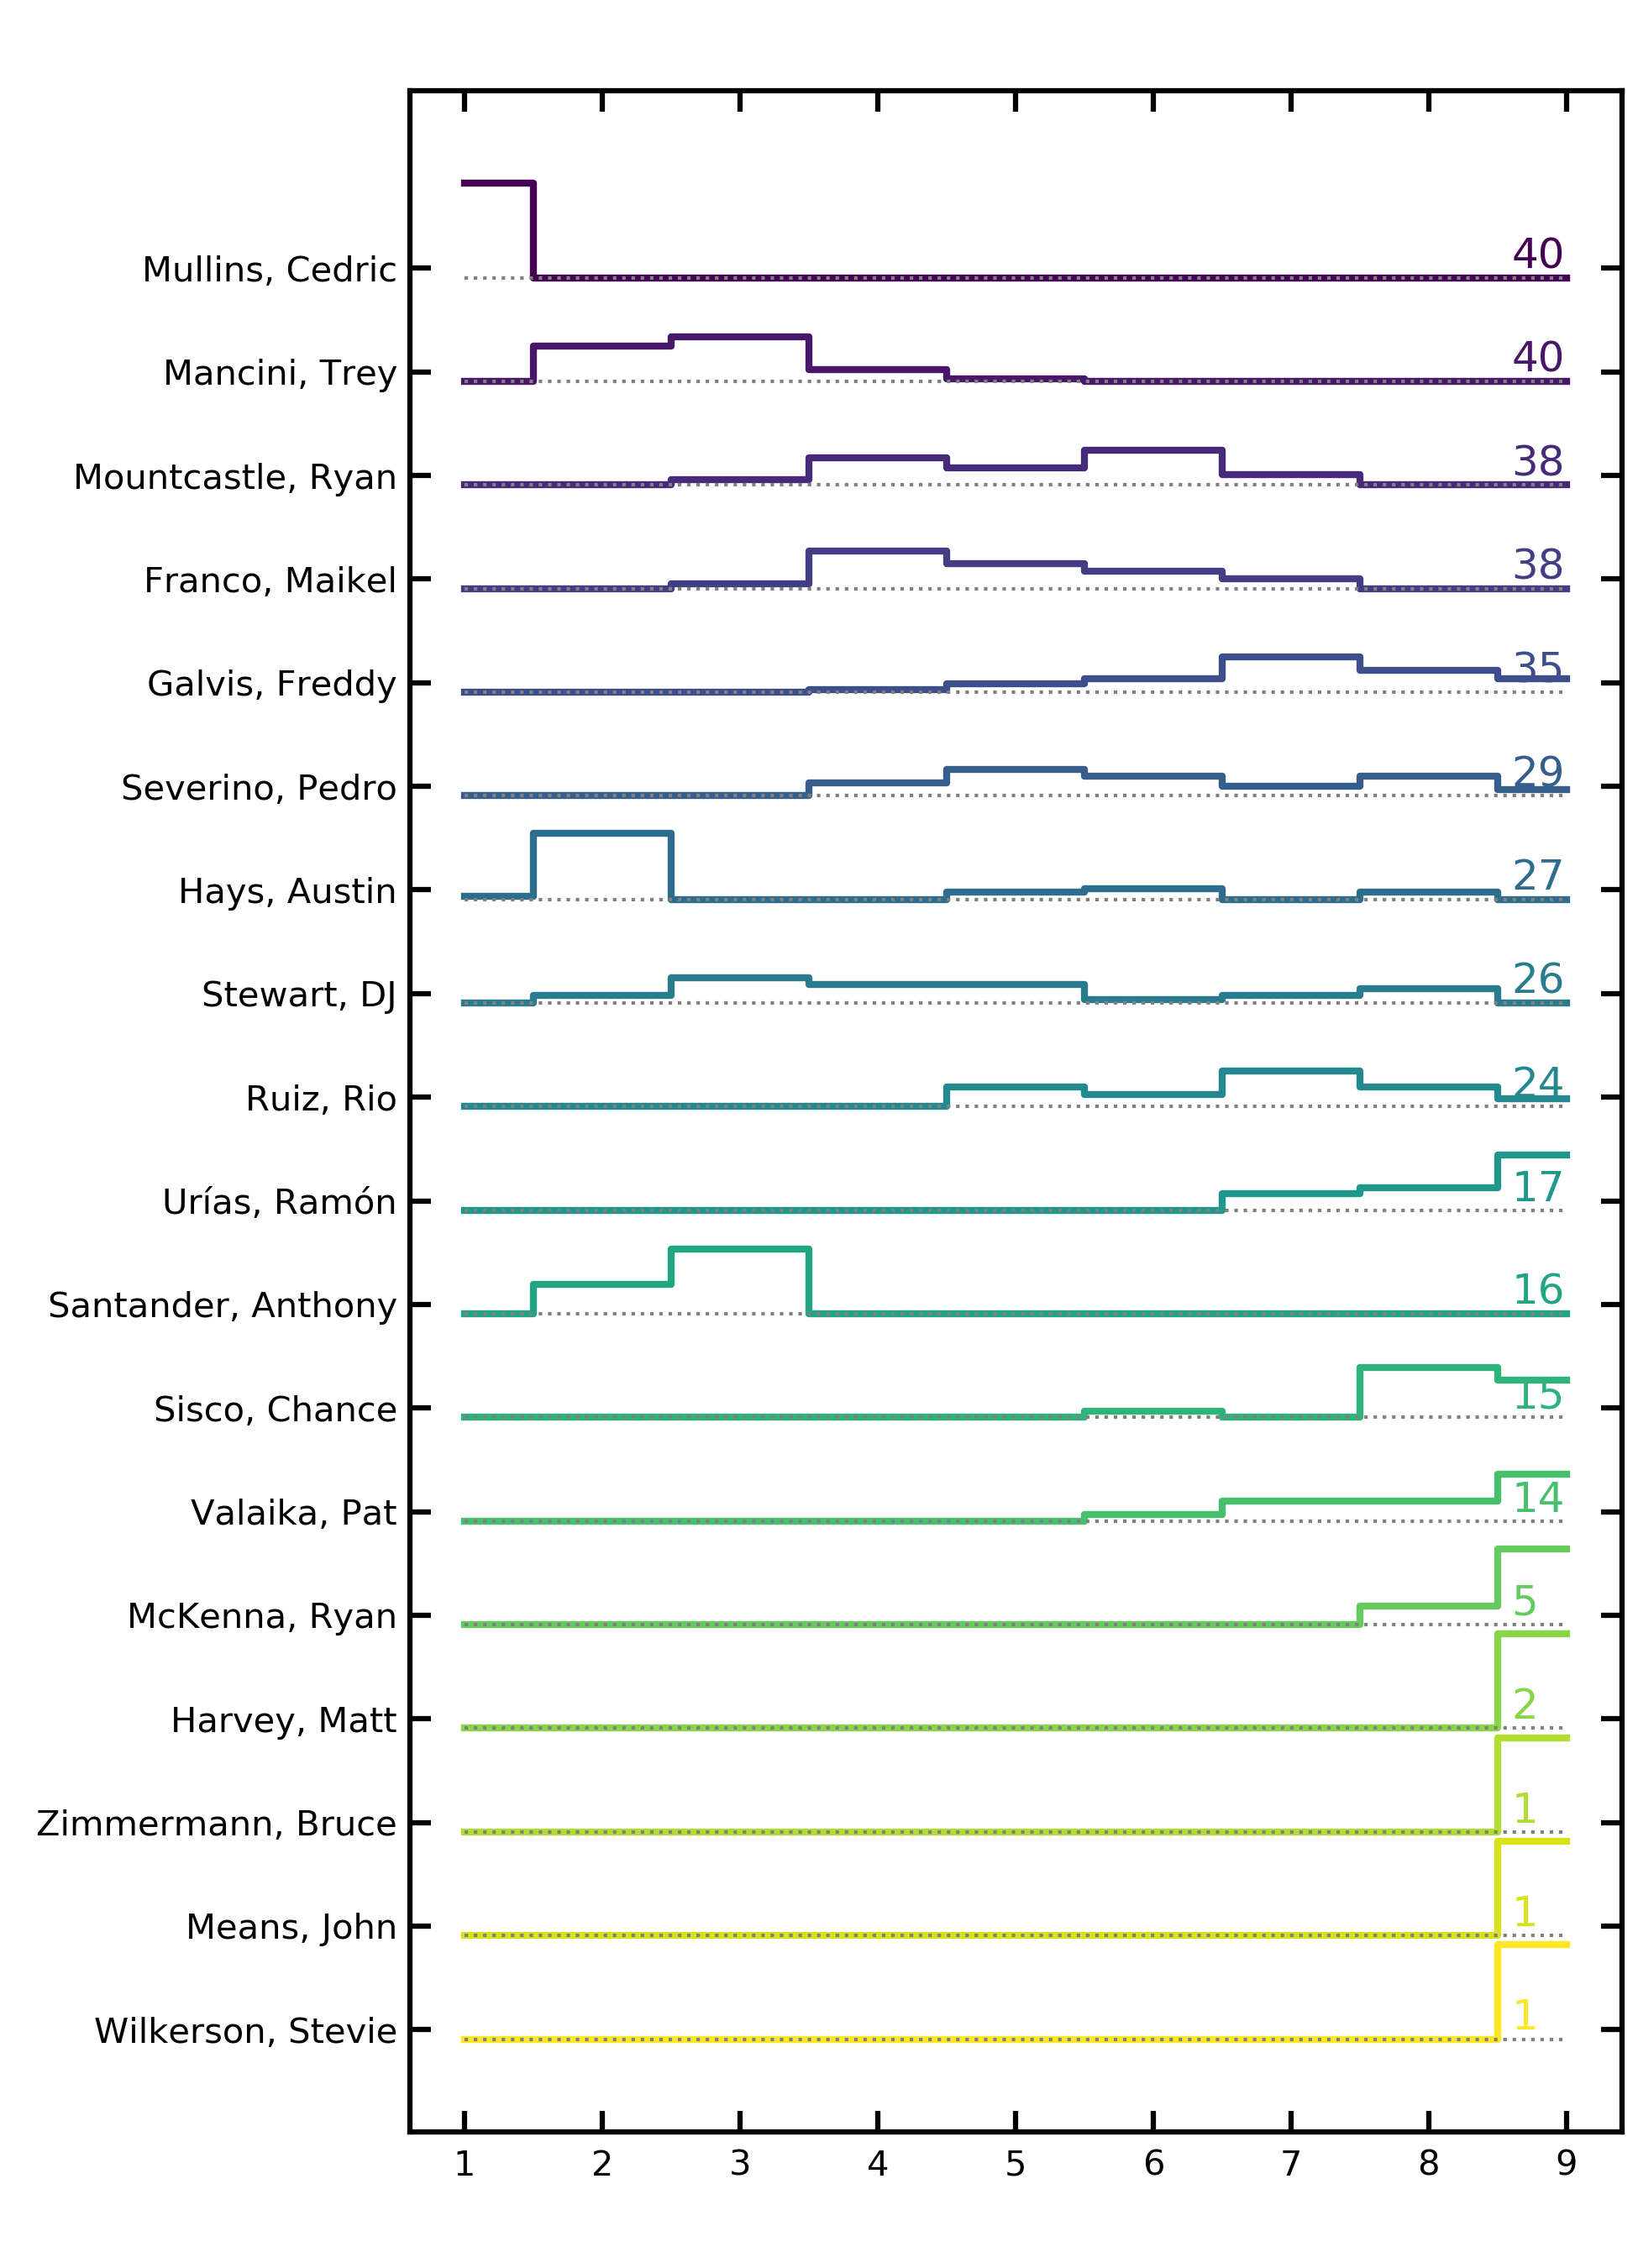 Mullins, Cedric 40
Mancini, Trey 40
Mountcastle, Ryan 38
Franco, Maikel 38
Galvis, Freddy 35
Severino, Pedro 29
Hays, Austin 27
Stewart, DJ 26
Ruiz, Rio 24
Urías, Ramón 17
Santander, Anthony 16
Sisco, Chance 15
Valaika, Pat 14
McKenna, Ryan 5
Harvey, Matt 2
Zimmermann, Bruce 1
Means, John 1
Wilkerson, Stevie 1
1 2 3 4 5 6 7 8 9